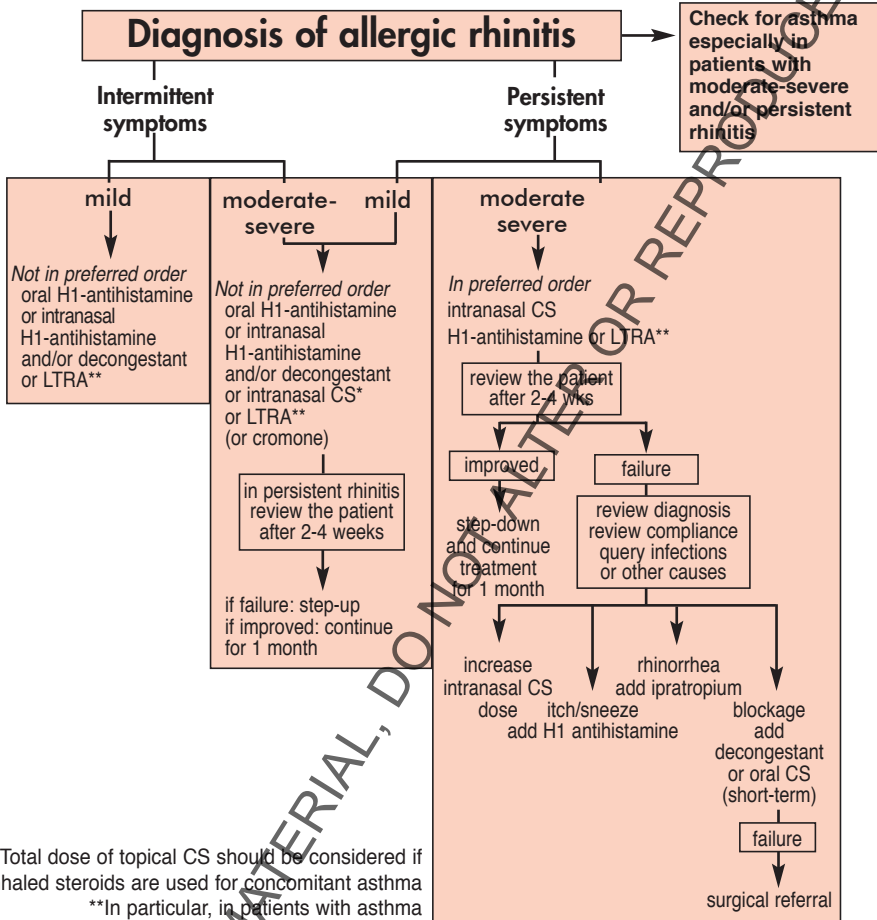 Diagnosis of allergic rhinitis
Check for asthma
especially in
patients with
moderate-severe
and/or persistent
rhinitis
Intermittent
symptoms
Persistent
symptoms
mild
Not in preferred order
oral H1-antihistamine
or intranasal
H1-antihistamine
and/or decongestant
or LTRA**
moderate-
severe
mild
Not in preferred order
oral H1-antihistamine
or intranasal
H1-antihistamine
and/or decongestant
or intranasal CS*
or LTRA**
(or cromone)
in persistent rhinitis
review the patient
after 2-4 weeks
if failure: step-up
if improved: continue
for 1 month
moderate
severe
In preferred order
intranasal CS
H1-antihistamine or LTRA**
review the patient
after 2-4 wks
improved
step-down
and continue
treatment
for 1 month
failure
review diagnosis
review compliance
query infections
or other causes
increase
intranasal CS
dose
itch/sneeze
add H1 antihistamine
rhinorrhea
add ipratropium
blockage
add
decongestant
or oral CS
(short-term)
failure
surgical referral
Total dose of topical CS should be considered if
haled steroids are used for concomitant asthma
**In particular, in patients with asthma
MATERIAL, DO NOT ALTER OR REPRODUCE